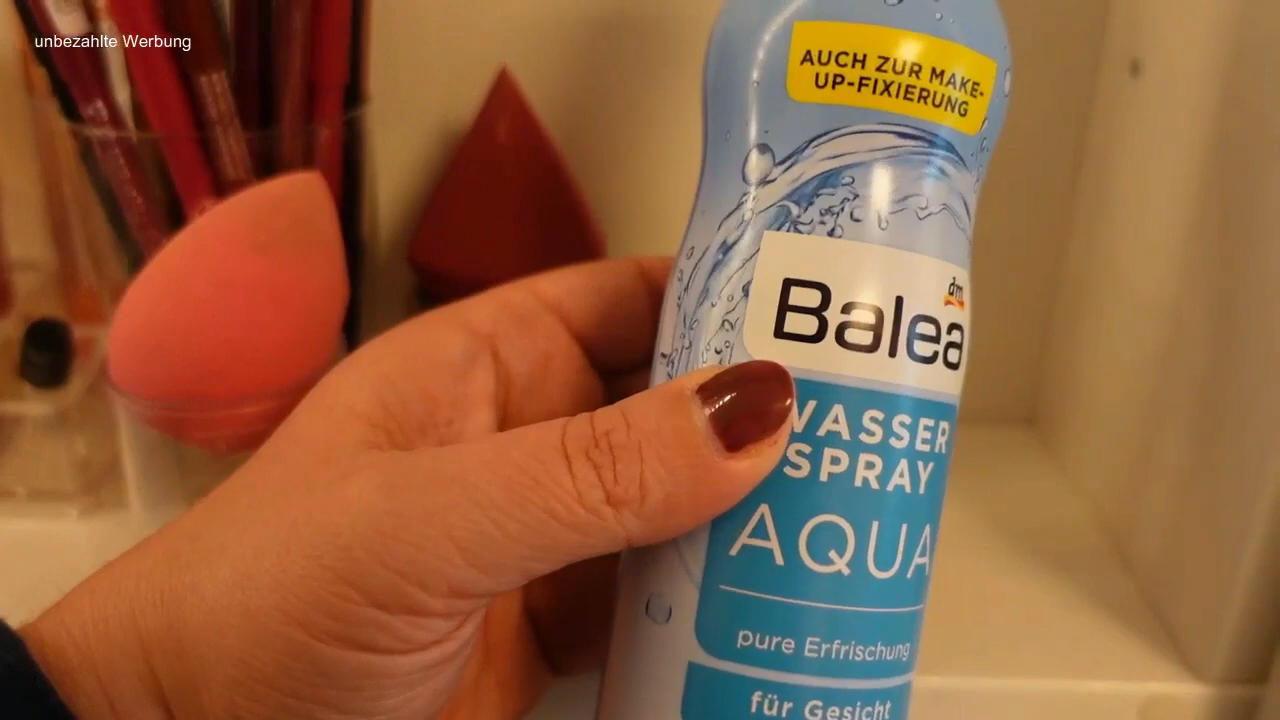 unbezahlte Werbung
AUCH ZUR MAKE-
UP-FIXIERUNG
dm
Balea
WASSER
SPRAY
AQUA
pure Erfrischung
für Gesicht